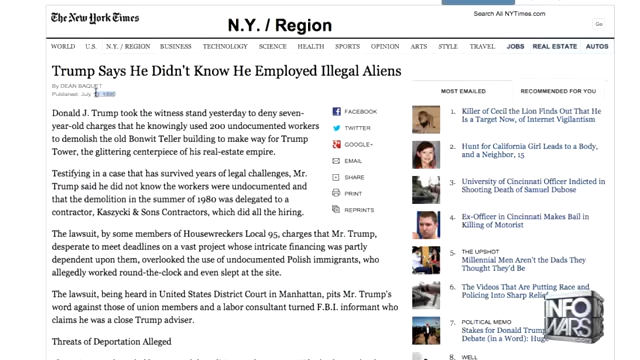 Search All NYTimes.com
The New York Times
N.Y. / Region
Go
WORLD U.S. N.Y. / REGION BUSINESS TECHNOLOGY SCIENCE HEALTH SPORTS OPINION ARTS STYLE TRAVEL JOBS REAL ESTATE AUTOS
Trump Says He Didn't Know He Employed Illegal Aliens
By DEAN BAQUET
Published: July
Donald J. Trump took the witness stand yesterday to deny seven-
year-old charges that he knowingly used 200 undocumented workers
to demolish the old Bonwit Teller building to make way for Trump
Tower, the glittering centerpiece of his real-estate empire.
Testifying in a case that has survived years of legal challenges, Mr.
Trump said he did not know the workers were undocumented and
that the demolition in the summer of 1980 was delegated to a
contractor, Kaszycki & Sons Contractors, which did all the hiring.
The lawsuit, by some members of Housewreckers Local 95, charges that Mr. Trump,
desperate to meet deadlines on a vast project whose intricate financing was partly
dependent upon them, overlooked the use of undocumented Polish immigrants, who
allegedly worked round-the-clock and even slept at the site.
The lawsuit, being heard in United States District Court in Manhattan, pits Mr. Trump's
word against those of union members and a labor consultant turned F.B.I. informant who
claims he was a close Trump adviser.
Threats of Deportation Alleged
FACEBOOK
TWITTER
GOOGLE+
EMAIL
SHARE
PRINT
REPRINTS
MOST EMAILED RECOMMENDED FOR YOU
1. Killer of Cecil the Lion Finds Out That He
Is a Target Now, of Internet Vigilantism
2. Hunt for California Girl Leads to a Body,
and a Neighbor, 15
3. University of Cincinnati Officer Indicted in
Shooting Death of Samuel Dubose
4. Ex-Officer in Cincinnati Makes Bail in
Killing of Motorist
5. THE UPSHOT
Millennial Men Aren't the Dads They
Thought They'd Be
6. The Videos That Are Putting Race and
Policing Into Sharp Relief
7. POLITICAL MEMO
Stakes for Donald Trump
Debate (in a Word): Huge
8. WELL
INFO
WARS